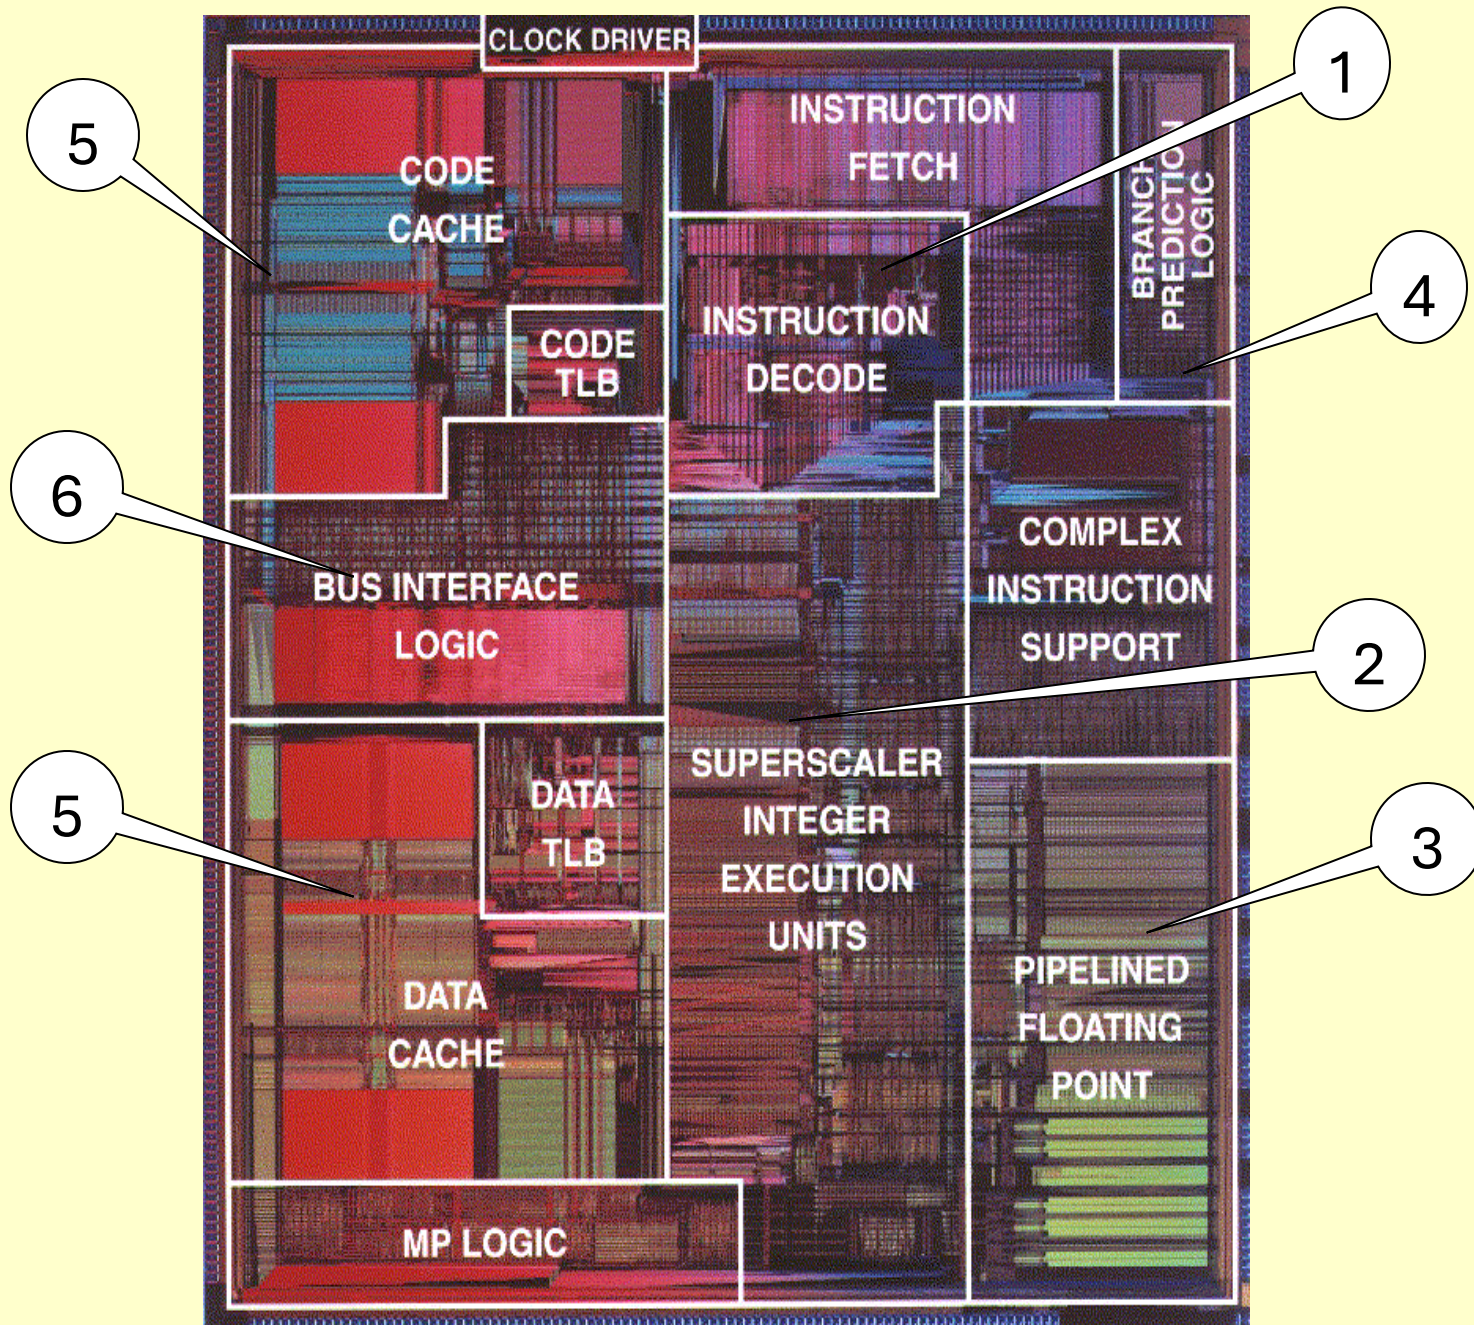 CLOCK DRIVER
1
INSTRUCTION
FETCH
5
CODE
CACHE
BRANCH
PREDICTION
LOGIC
4
INSTRUCTION
DECODE
CODE
TLB
6
BUS INTERFACE
LOGIC
COMPLEX
INSTRUCTION
SUPPORT
2
5
DATA
TLB
SUPERSCALER
INTEGER
EXECUTION
UNITS
3
DATA
CACHE
PIPELINED
FLOATING
POINT
MP LOGIC